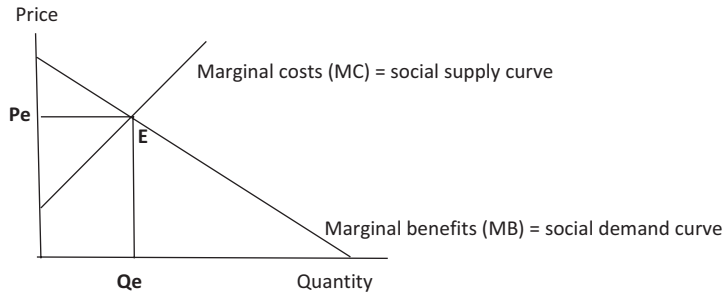 Price
Marginal costs (MC) = social supply curve
Pe
E
Marginal benefits (MB) = social demand curve
Qe
Quantity